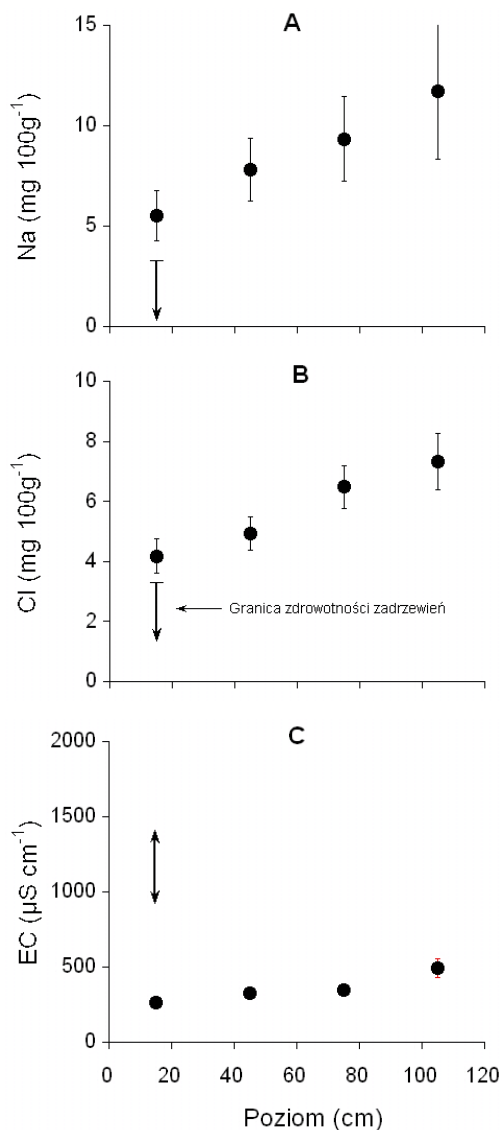 A
15
10
5
0
Na (mg 100g⁻¹)
B
10
8
6
4
2
0
Cl (mg 100g⁻¹)
Granica zdrowotności zadrzewień
C
2000
1500
1000
500
0
EC (µS cm⁻¹)
0 20 40 60 80 100 120
Poziom (cm)